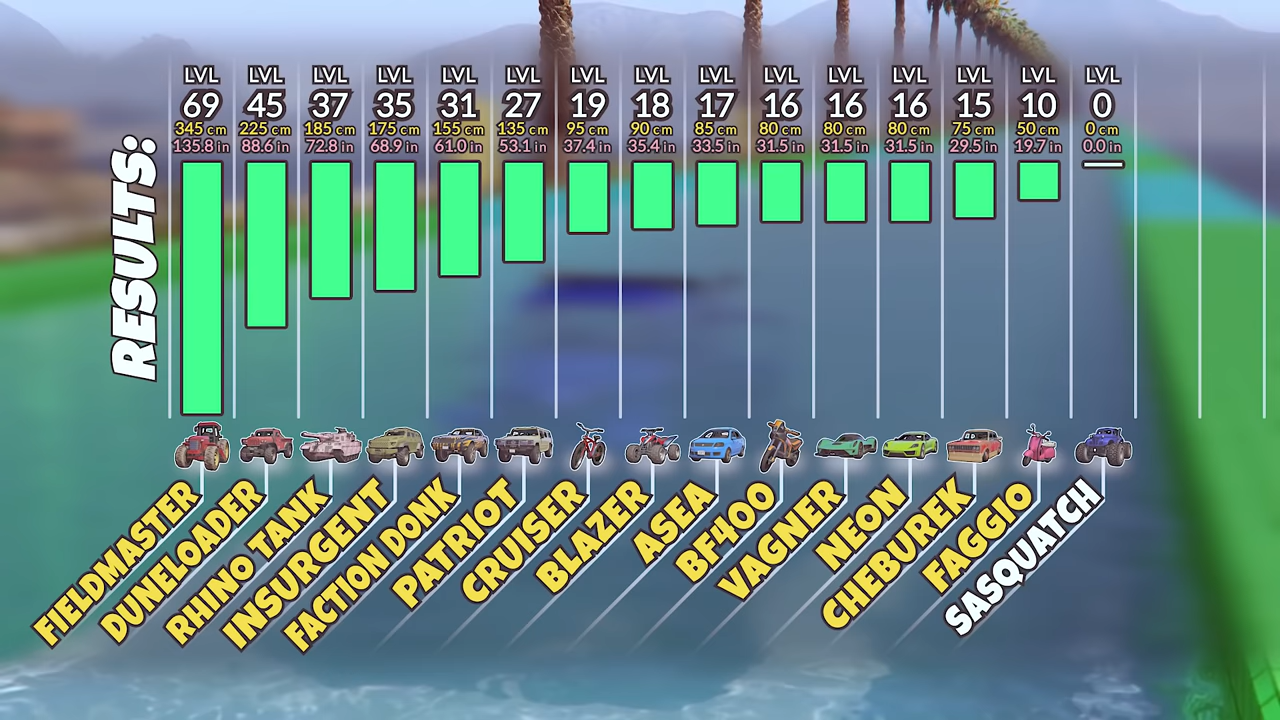 RESULTS:
LVL LVL LVL LVL LVL LVL LVL LVL LVL LVL LVL LVL LVL LVL LVL
69 45 37 35 31 27 19 18 17 16 16 16 15 10 0
345 cm 225 cm 185 cm 175 cm 155 cm 135 cm 95 cm 90 cm 85 cm 80 cm 80 cm 80 cm 75 cm 50 cm 0 cm
135.8 in 88.6 in 72.8 in 68.9 in 61.0 in 53.1 in 37.4 in 35.4 in 33.5 in 31.5 in 31.5 in 31.5 in 29.5 in 19.7 in 0.0 in
FIELDMASTER
DUNELOADER
RHINO TANK
INSURGENT
FACTION DONK
PATRIOT
CRUISER
BLAZER
ASEA
BF400
VAGNER
NEON
CHEBUREK
FAGGIO
SASQUATCH